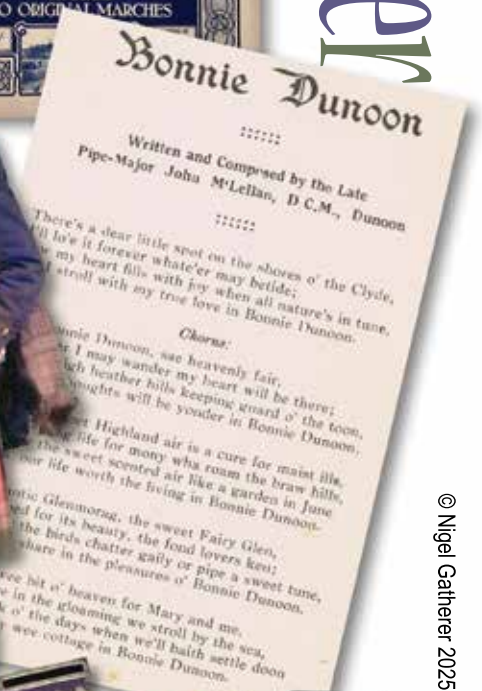 O ORIGINAL MARCHES
er
Bonnie Dunoon
Written and Composed by the Late
Pipe-Major John M'Lellan, D C.M., Dunoon
There's a dear little spot on the shores o' the Clyde,
I'll lo'e it forever whate'er may betide;
my heart fills with joy when all nature's in tune,
I stroll with my true love in Bonnie Dunoon.
Chorus:
Bonnie Dunoon, sae heavenly fair,
I may wander my heart will be there;
heather hills keeping guard o' the toon,
thoughts will be yonder in Bonnie Dunoon.
Highland air is a cure for maist ills,
life for mony wha roam the braw hills,
the sweet scented air like a garden in June
life worth the living in Bonnie Dunoon.
Glenmorag, the sweet Fairy Glen,
for its beauty, the fond lovers ken;
the birds chatter gaily or pipe a sweet tune,
share in the pleasures o' Bonnie Dunoon.
wee bit o' heaven for Mary and me,
in the gloaming we stroll by the sea,
o' the days when we'll baith settle doon
wee cottage in Bonnie Dunoon.
© Nigel Gatherer 2025